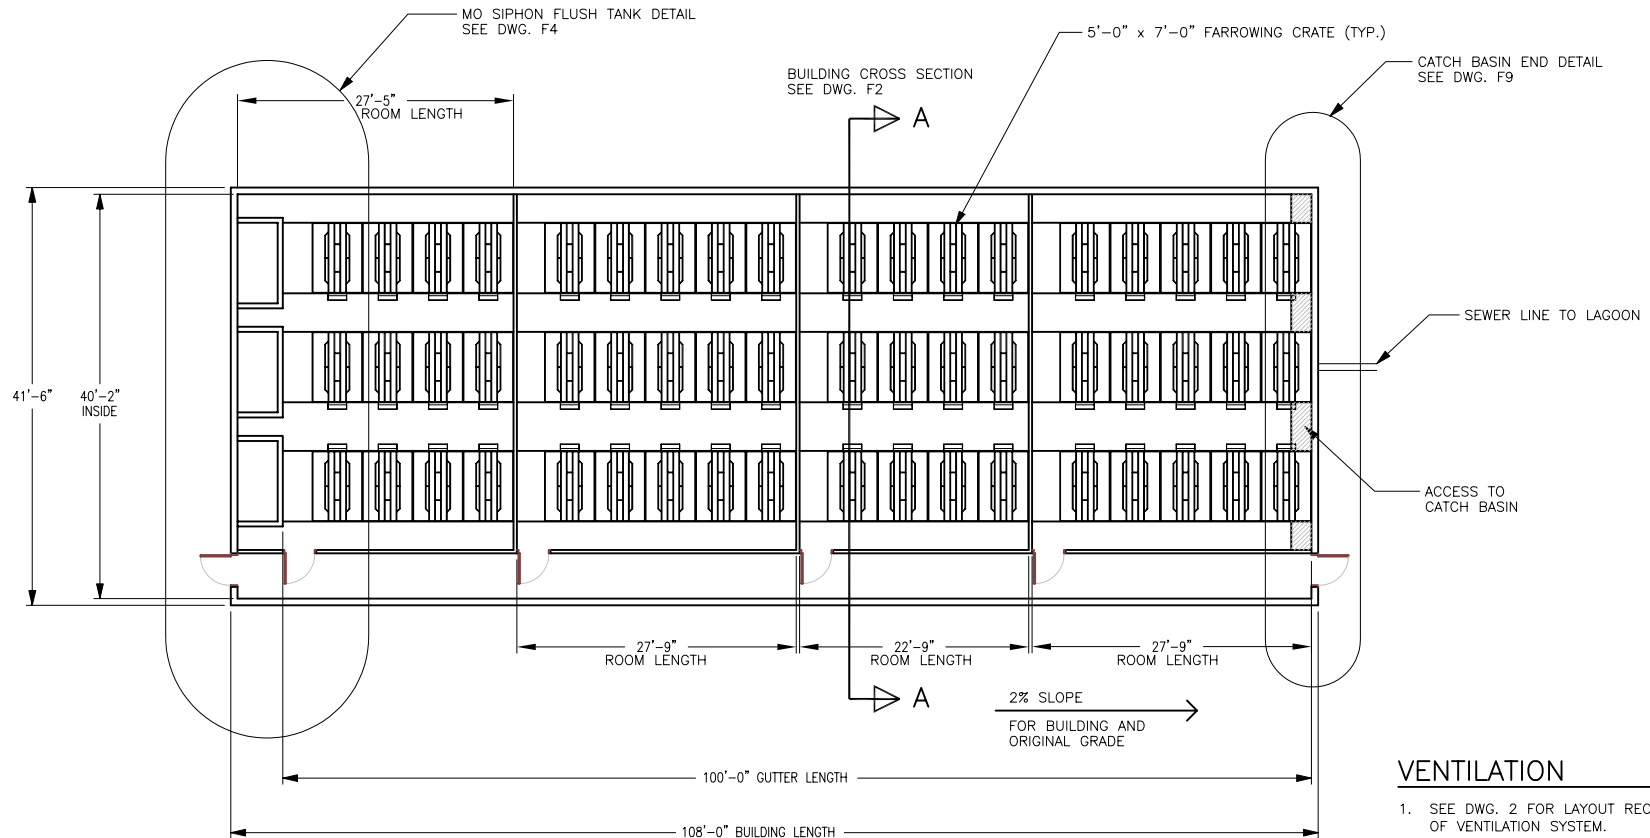 MO SIPHON FLUSH TANK DETAIL
SEE DWG. F4
5'-0" x 7'-0" FARROWING CRATE (TYP.)
CATCH BASIN END DETAIL
SEE DWG. F9
BUILDING CROSS SECTION
SEE DWG. F2
27'-5"
ROOM LENGTH
A
41'-6"
40'-2"
INSIDE
SEWER LINE TO LAGOON
ACCESS TO
CATCH BASIN
27'-9"
ROOM LENGTH
22'-9"
ROOM LENGTH
27'-9"
ROOM LENGTH
A
2% SLOPE
FOR BUILDING AND
ORIGINAL GRADE
100'-0" GUTTER LENGTH
108'-0" BUILDING LENGTH
VENTILATION
1. SEE DWG. 2 FOR LAYOUT REC
OF VENTILATION SYSTEM.